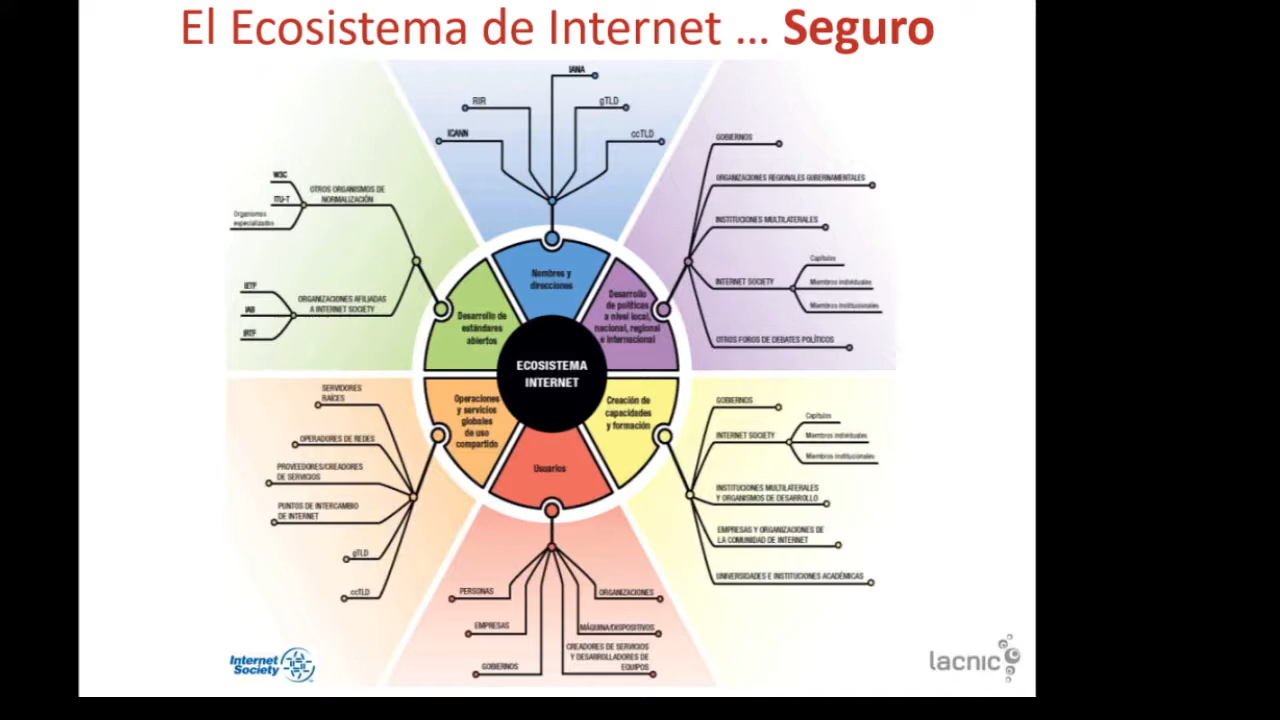 El Ecosistema de Internet ... Seguro
IANA
RIR
gTLD
ICANN
ccTLD
W3C
ITU-T
Organismos
especializados
OTROS ORGANISMOS DE
NORMALIZACIÓN
IETF
IAB
IRTF
ORGANIZACIONES AFILIADAS
A INTERNET SOCIETY
GOBIERNOS
ORGANIZACIONES REGIONALES GUBERNAMENTALES
INSTITUCIONES MULTILATERALES
INTERNET SOCIETY
Capítulos
Miembros individuales
Miembros institucionales
OTROS FOROS DE DEBATES POLÍTICOS
Nombres y
direcciones
Desarrollo
de políticas
a nivel local,
nacional, regional
e internacional
Desarrollo de
estándares
abiertos
ECOSISTEMA
INTERNET
Operaciones
y servicios
globales
de uso
compartido
Creación de
capacidades
y formación
Usuarios
SERVIDORES
RAÍCES
OPERADORES DE REDES
PROVEEDORES/CREADORES
DE SERVICIOS
PUNTOS DE INTERCAMBIO
DE INTERNET
gTLD
ccTLD
GOBIERNOS
INTERNET SOCIETY
Capítulos
Miembros individuales
Miembros institucionales
INSTITUCIONES MULTILATERALES
Y ORGANISMOS DE DESARROLLO
EMPRESAS Y ORGANIZACIONES DE
LA COMUNIDAD DE INTERNET
UNIVERSIDADES E INSTITUCIONES ACADÉMICAS
PERSONAS
EMPRESAS
GOBIERNOS
ORGANIZACIONES
MÁQUINA/DISPOSITIVOS
CREADORES DE SERVICIOS
Y DESARROLLADORES DE
EQUIPOS
Internet
Society
lacnic